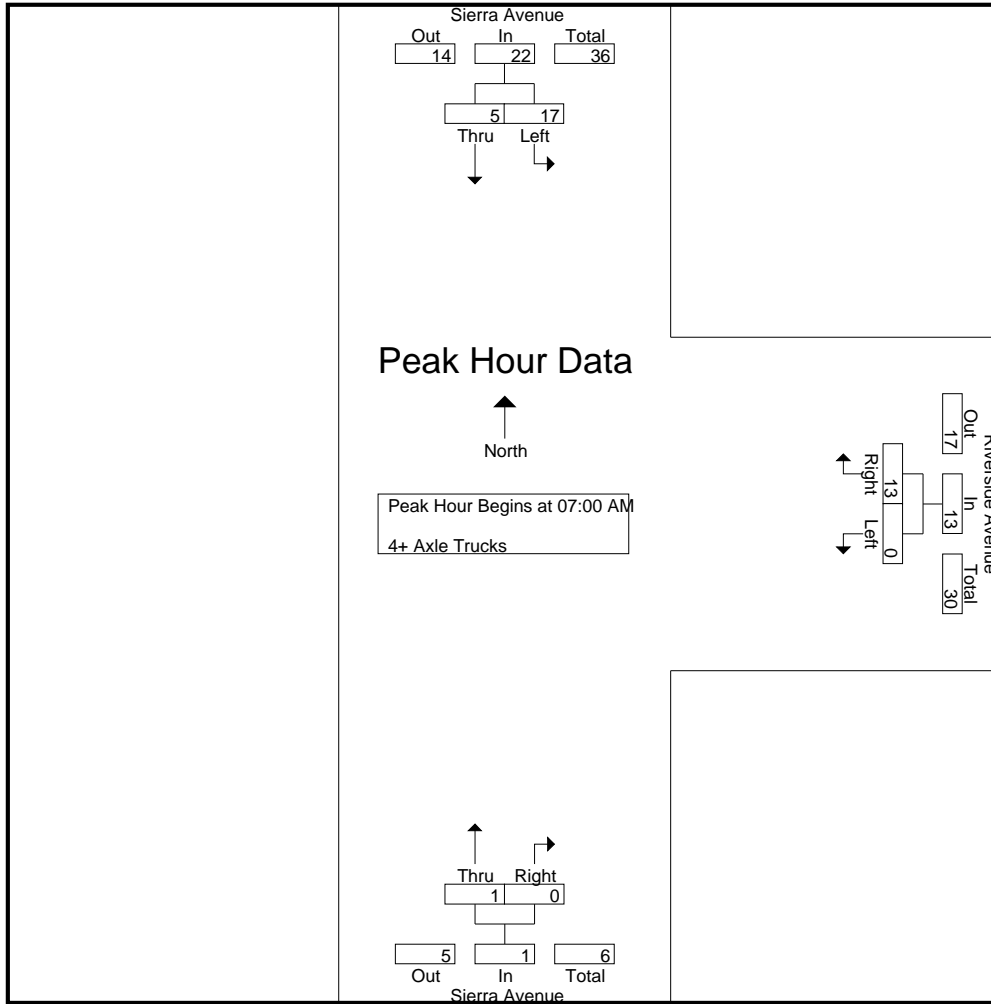 Sierra Avenue
Out In Total
14 22 36
5 17
Thru Left
Peak Hour Data
North
Peak Hour Begins at 07:00 AM
4+ Axle Trucks
Riverside Avenue
Out In Total
17 13 30
13 0
Right Left
Thru Right
1 0
5 1 6
Out In Total
Sierra Avenue